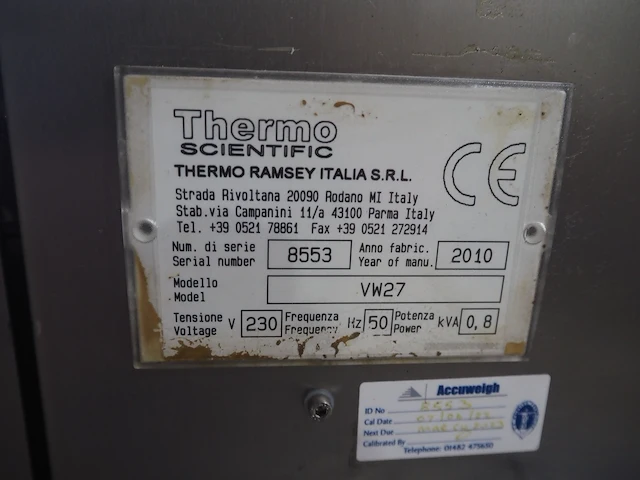 Thermo
SCIENTIFIC
CE
THERMO RAMSEY ITALIA S.R.L.
Strada Rivoltana 20090 Rodano MI Italy
Stab.via Campanini 11/a 43100 Parma Italy
Tel. +39 0521 78861 Fax +39 0521 272914
Num. di serie 8553 Anno fabric. 2010
Serial number Year of manu.
Modello VW27
Model
Tensione V 230 Frequenza Hz 50 Potenza kVA 0,8
Voltage Frequency Power
Accuweigh
ID No 8553
Cal Date
Next Due
Calibrated By
Telephone: 01482 475650